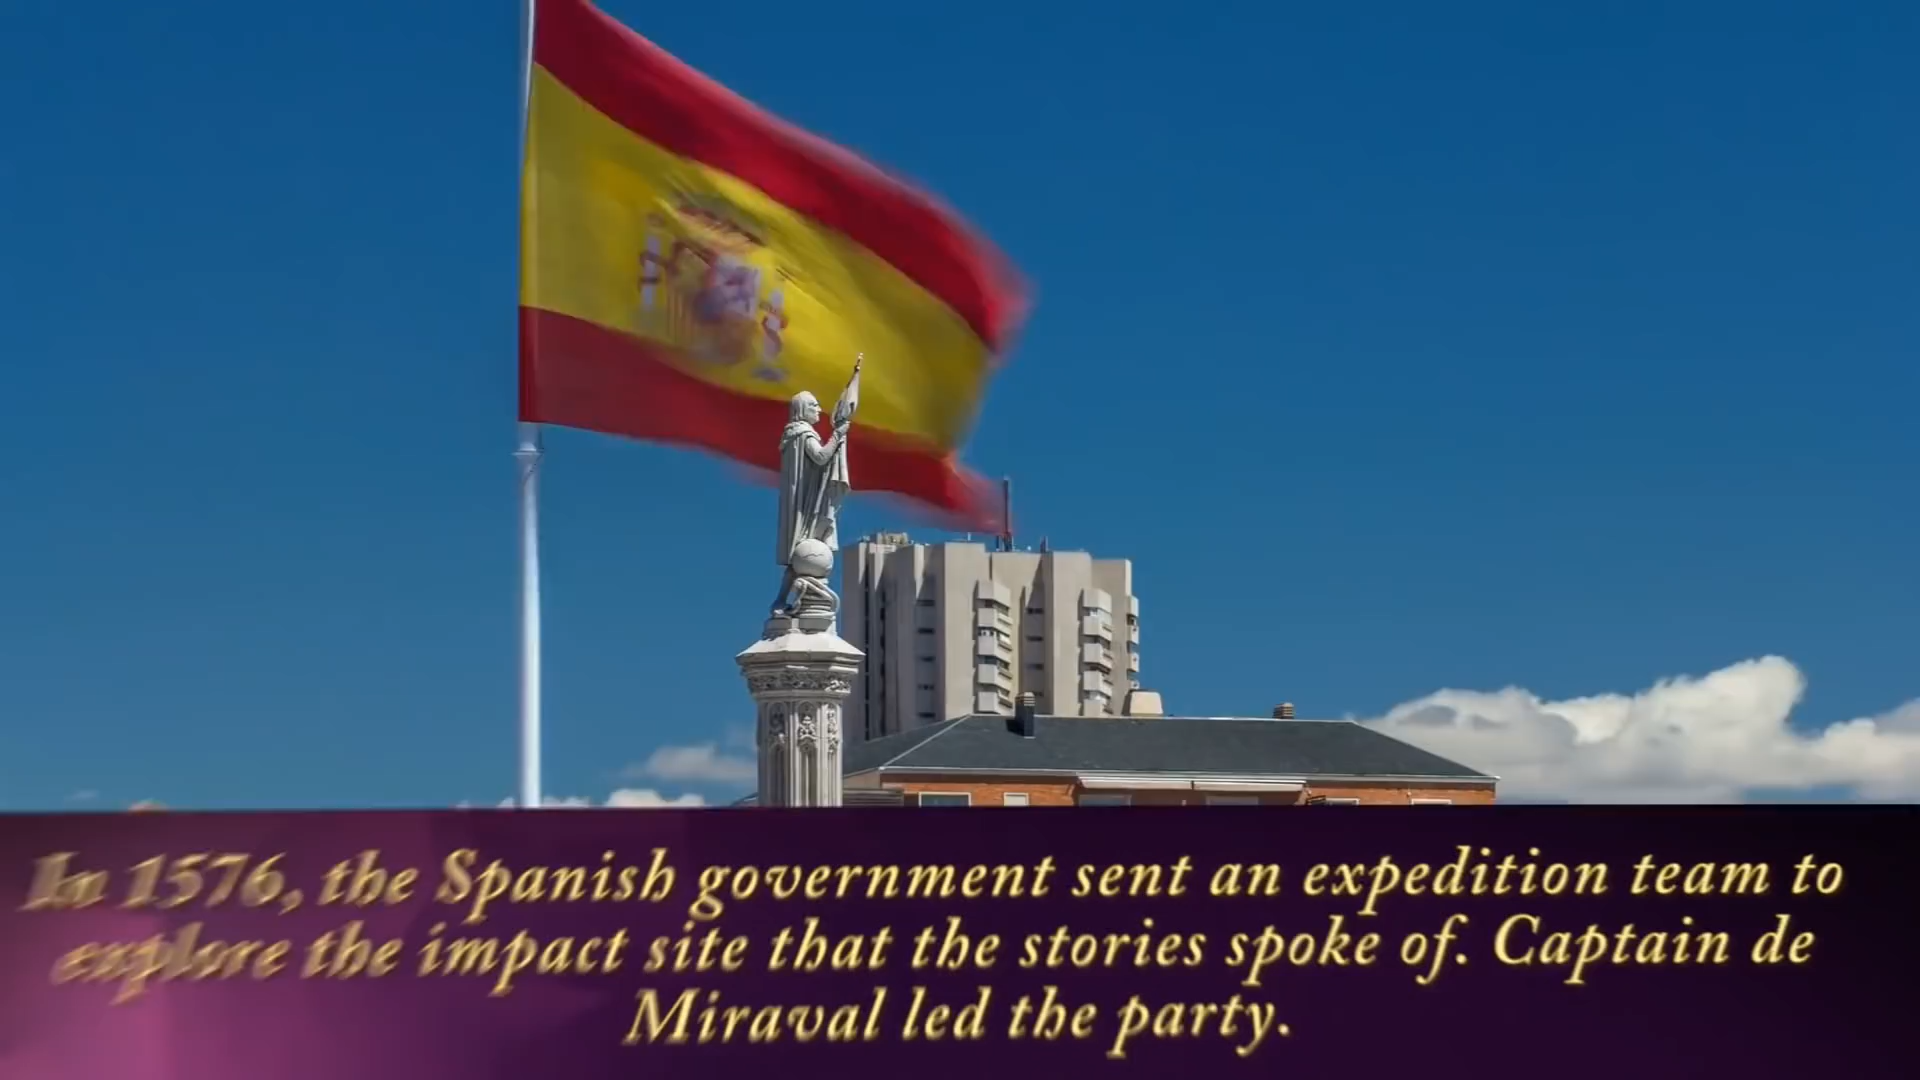 In 1576, the Spanish government sent an expedition team to
explore the impact site that the stories spoke of. Captain de
Miraval led the party.